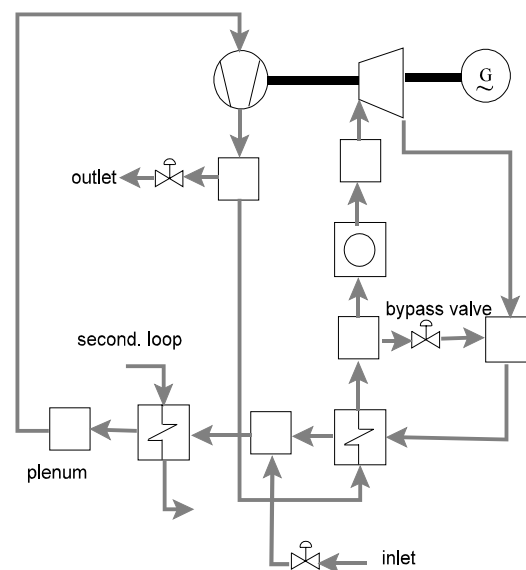 G
~
outlet
bypass valve
second. loop
plenum
inlet